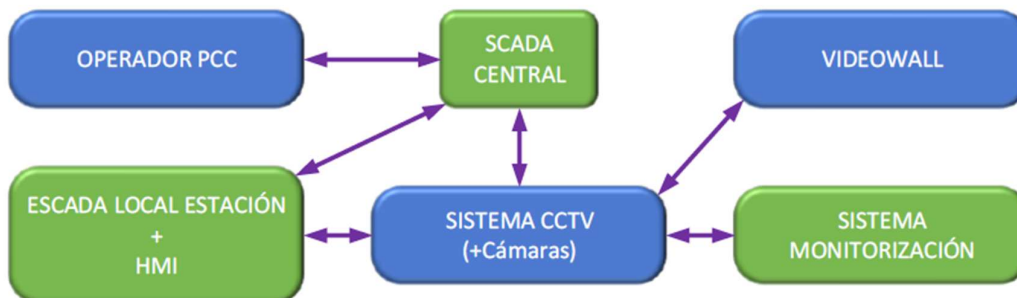 OPERADOR PCC
SCADA
CENTRAL
VIDEOWALL
ESCADA LOCAL ESTACIÓN
+
HMI
SISTEMA CCTV
(+Cámaras)
SISTEMA
MONITORIZACIÓN